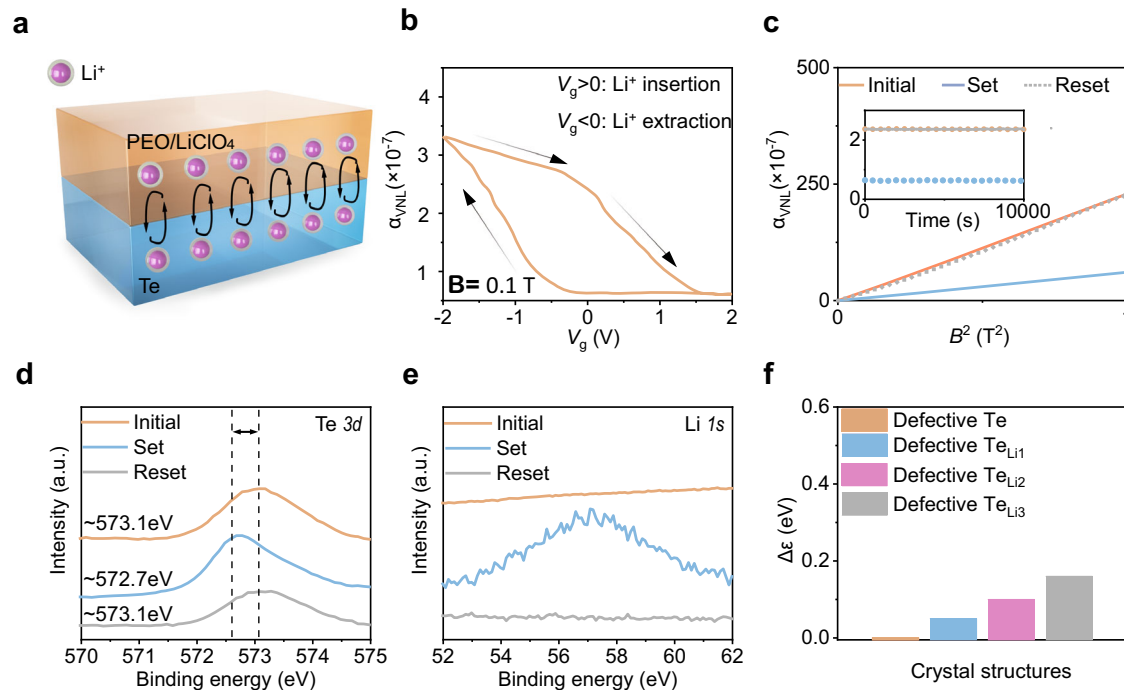 a
Li⁺
PEO/LiClO₄
Te
b
V_g>0: Li⁺ insertion
V_g<0: Li⁺ extraction
B= 0.1 T
α_VNL(×10⁻⁷)
4
3
2
1
-2
-1
0
1
2
V_g (V)
c
500
250
0
α_VNL(×10⁻⁷)
Initial
Set
Reset
2
0
0
10000
Time (s)
0
1
B² (T²)
d
Initial
Set
Reset
Te 3d
~573.1eV
~572.7eV
~573.1eV
Intensity (a.u.)
570
571
572
573
574
575
Binding energy (eV)
e
Initial
Set
Reset
Li 1s
Intensity (a.u.)
52
54
56
58
60
62
Binding energy (eV)
f
0.6
0.4
0.2
0.0
Δε (eV)
Defective Te
Defective Te_Li1
Defective Te_Li2
Defective Te_Li3
Crystal structures